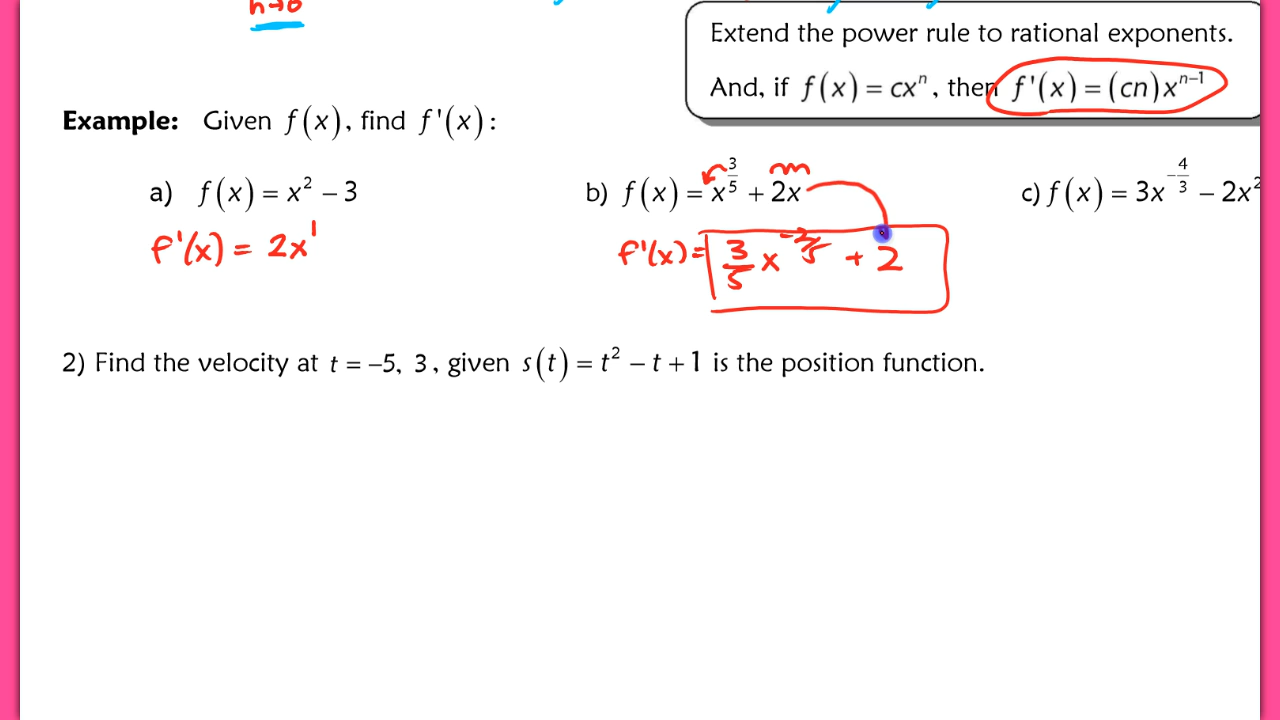 h→0
Extend the power rule to rational exponents.
And, if f(x) = cxⁿ, then f'(x) = (cn)xⁿ⁻¹
Example: Given f(x), find f'(x):
a) f(x) = x² – 3
b) f(x) = x^(3/5) + 2x
c) f(x) = 3x^(-4/3) – 2x²
f'(x) = 2x¹
m
f'(x) = 3/5 x^(-2/5) + 2
2) Find the velocity at t = –5, 3, given s(t) = t² – t + 1 is the position function.